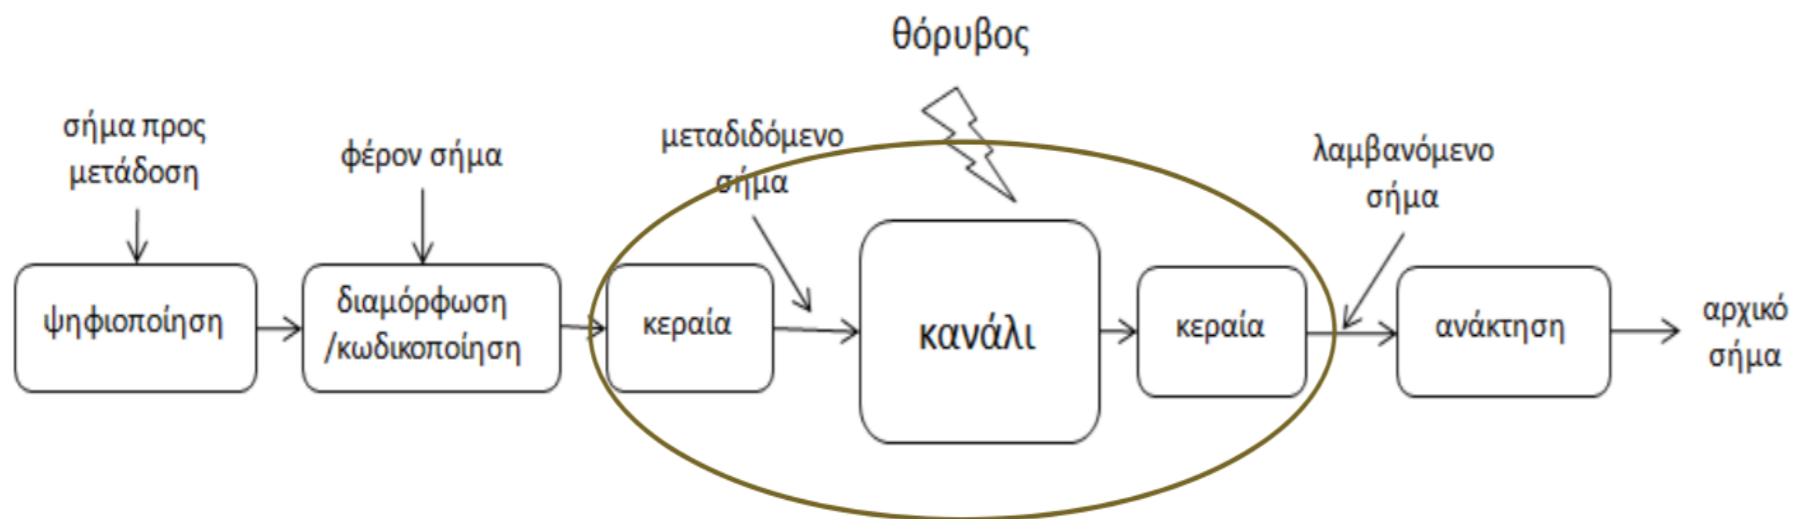 θόρυβος
σήμα προς
μετάδοση
φέρον σήμα
μεταδιδόμενο
σήμα
λαμβανόμενο
σήμα
ψηφιοποίηση
διαμόρφωση
/κωδικοποίηση
κεραία
κανάλι
κεραία
ανάκτηση
αρχικό
σήμα